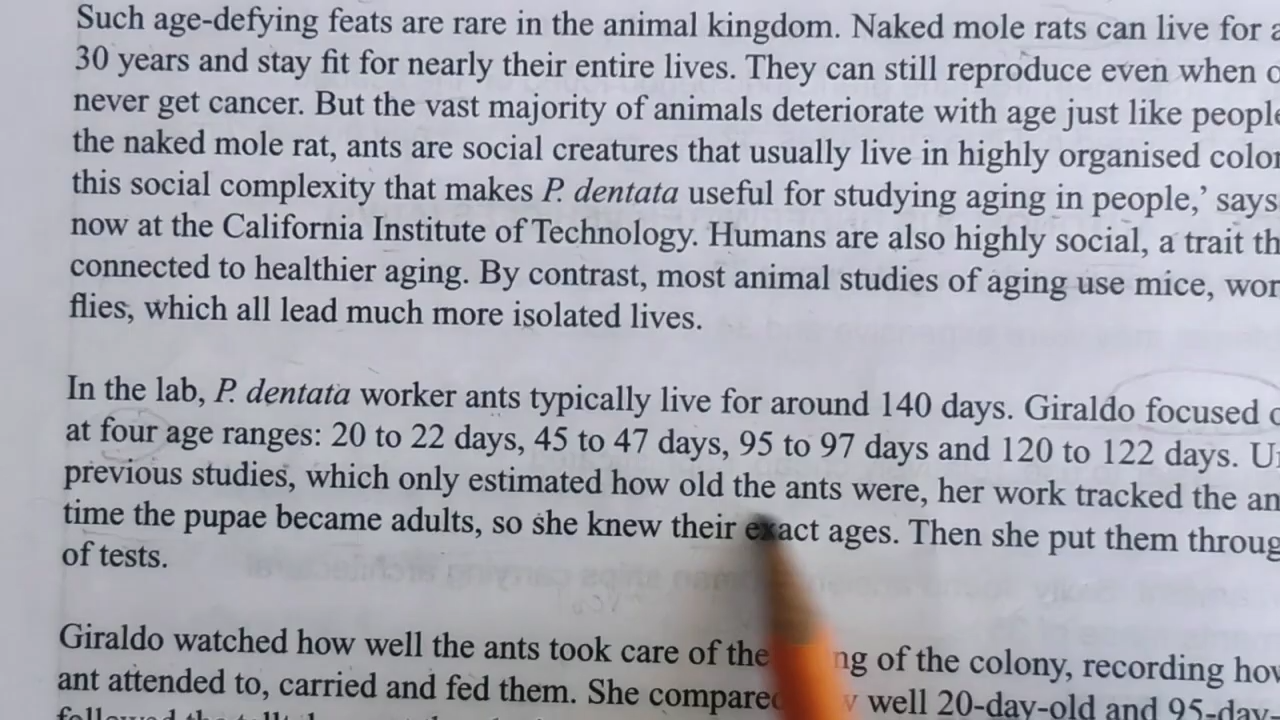 Such age-defying feats are rare in the animal kingdom. Naked mole rats can live for
30 years and stay fit for nearly their entire lives. They can still reproduce even when
never get cancer. But the vast majority of animals deteriorate with age just like people
the naked mole rat, ants are social creatures that usually live in highly organised
this social complexity that makes P. dentata useful for studying aging in people,’ says
now at the California Institute of Technology. Humans are also highly social, a trait
connected to healthier aging. By contrast, most animal studies of aging use mice,
flies, which all lead much more isolated lives.
In the lab, P. dentata worker ants typically live for around 140 days. Giraldo focused
at four age ranges: 20 to 22 days, 45 to 47 days, 95 to 97 days and 120 to 122 days.
previous studies, which only estimated how old the ants were, her work tracked the
time the pupae became adults, so she knew their exact ages. Then she put them
of tests.
Giraldo watched how well the ants took care of the of the colony, recording
ant attended to, carried and fed them. She compared well 20-day-old and